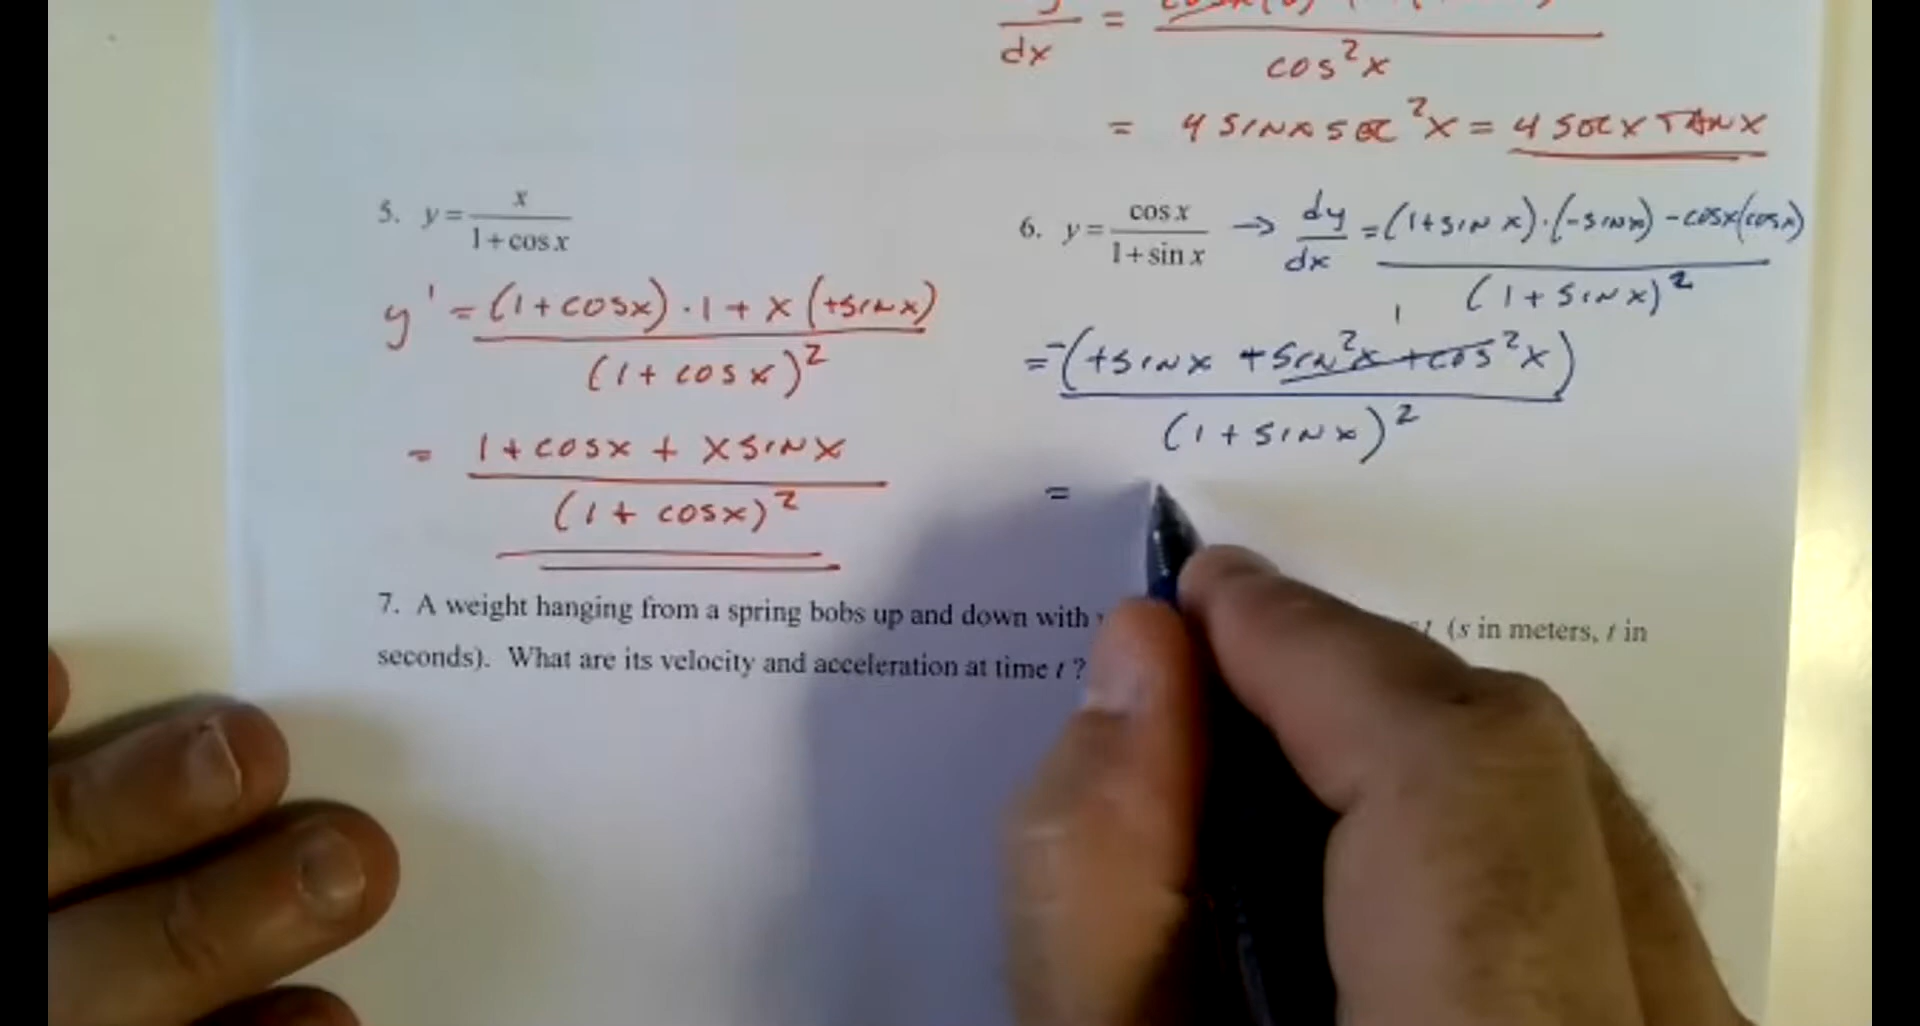 dx = cos²x
= 4 sinx sec²x = 4 secx tanx
5. y = x / (1 + cos x)
y' = (1+cosx)·1 + x(+sinx) / (1+cosx)²
= 1+cosx + xsinx / (1+cosx)²
6. y = cos x / (1 + sin x) → dy/dx = (1+sin x)·(-sinx) - cosx(cosx) / (1+sinx)²
1
= -(+sinx + sin²x + cos²x) / (1+sinx)²
=
7. A weight hanging from a spring bobs up and down with (s in meters, t in
seconds). What are its velocity and acceleration at time t ?